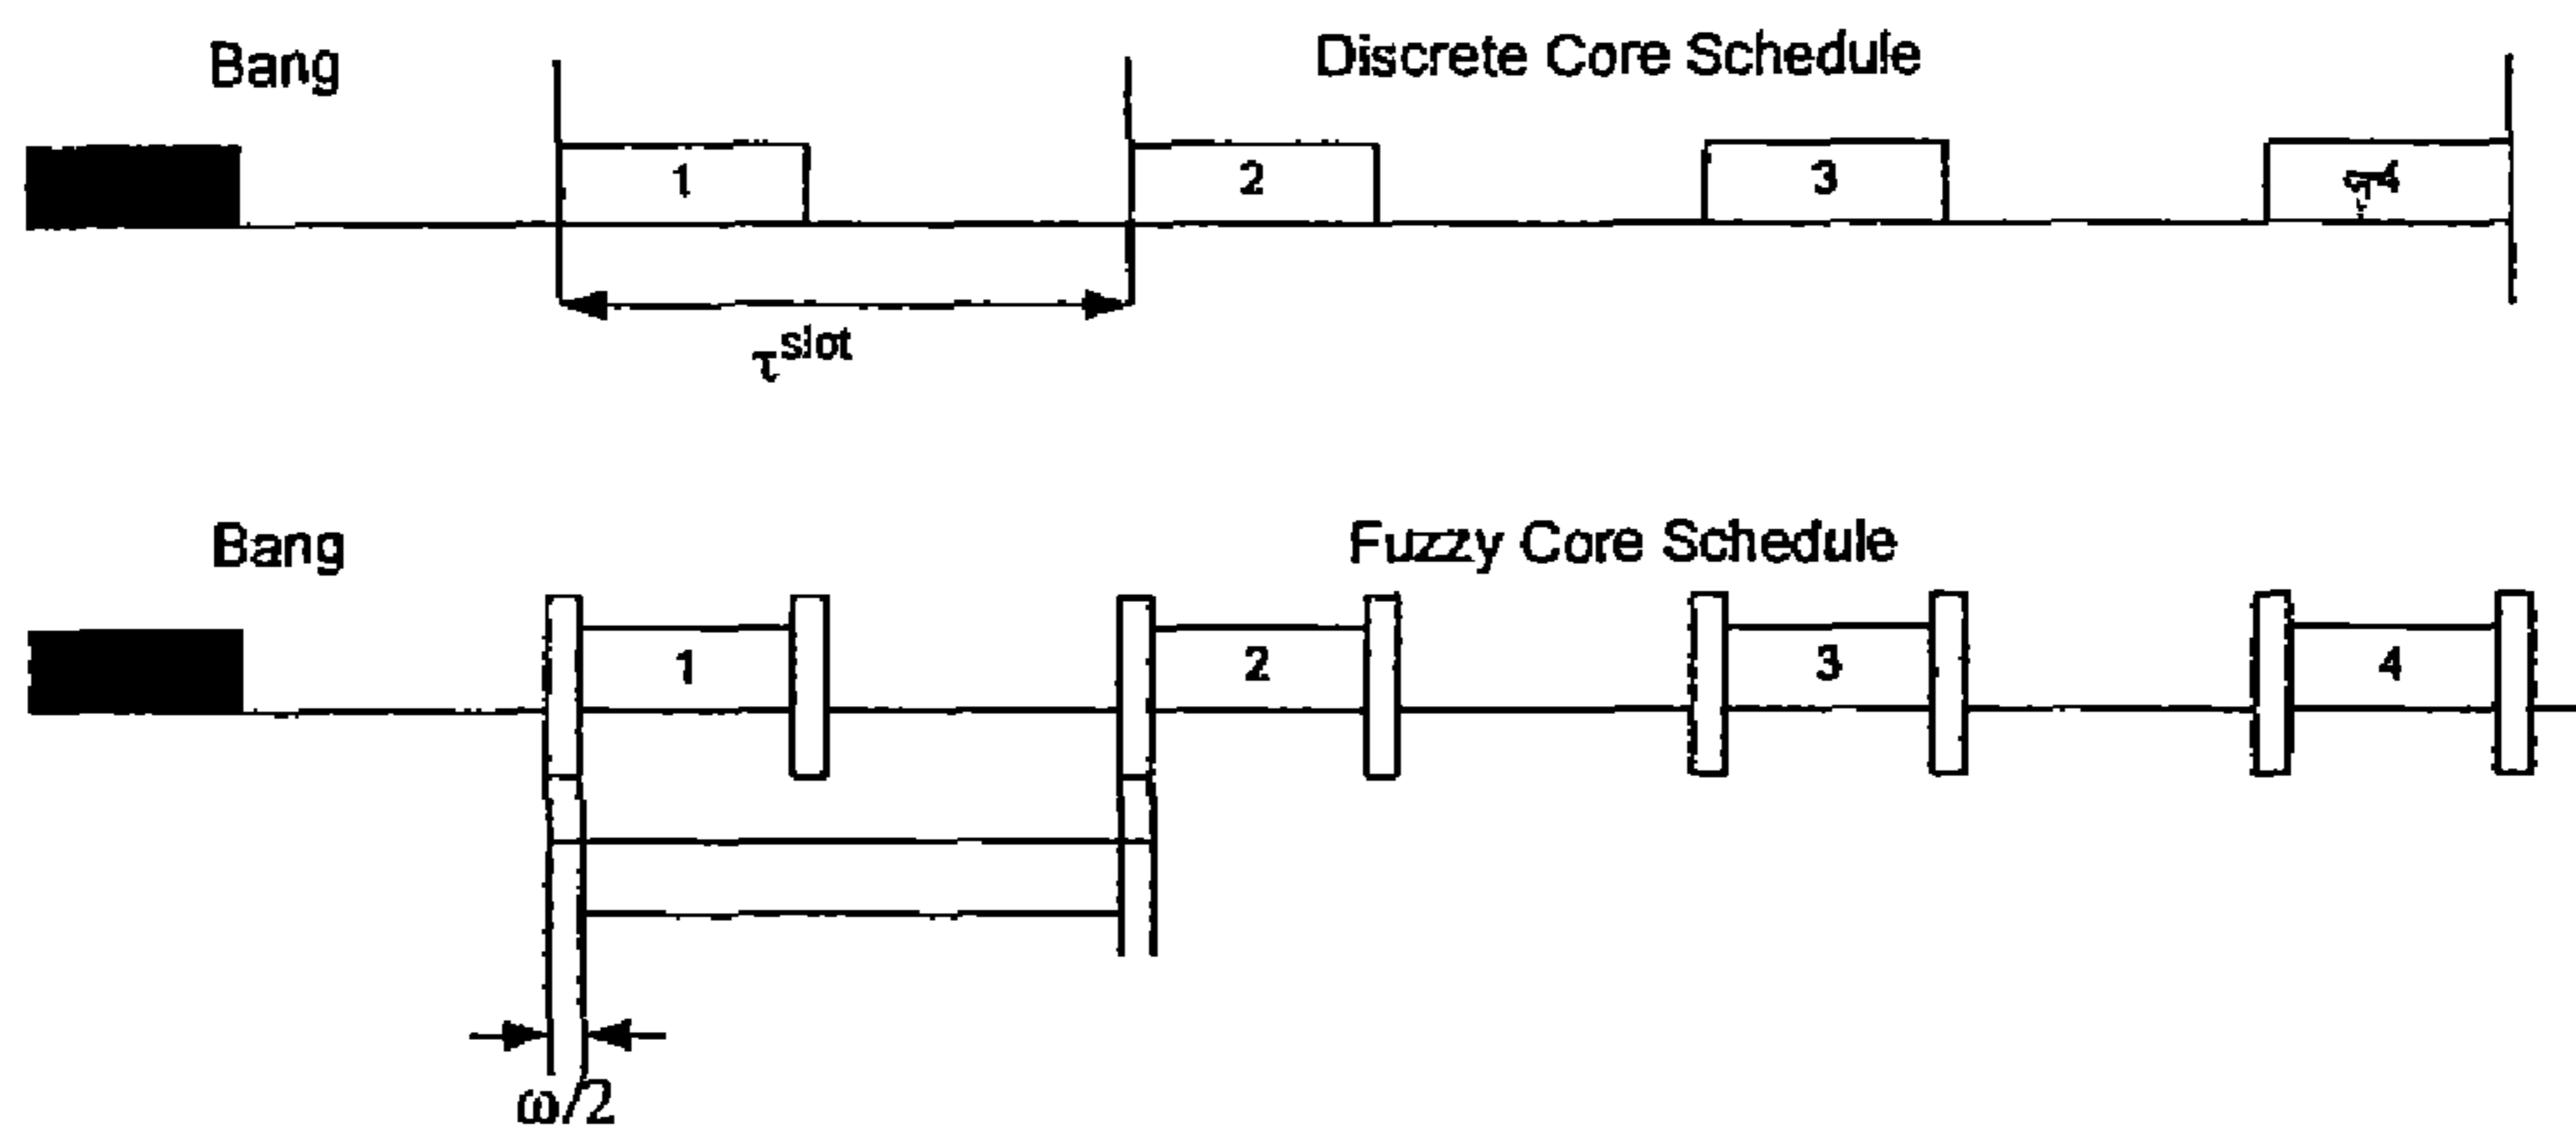 Bang
Discrete Core Schedule
1
2
3
4
τslot
Bang
Fuzzy Core Schedule
1
2
3
4
ω/2